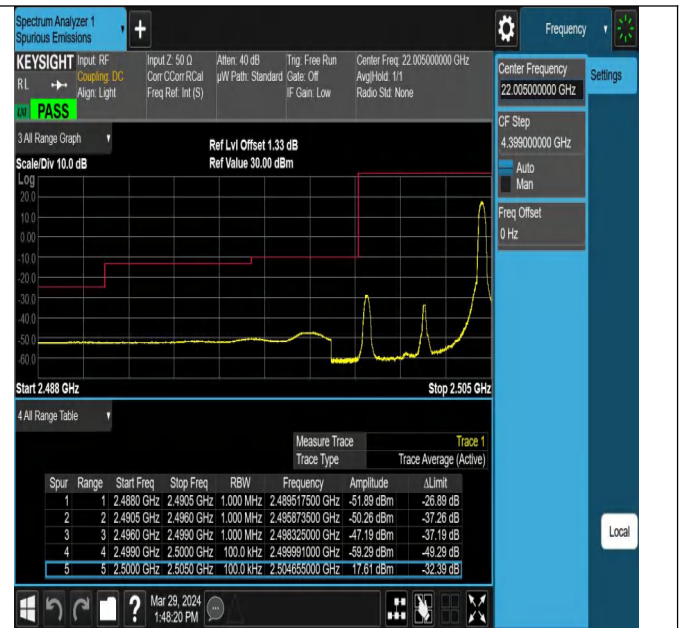 Spectrum Analyzer 1
Spurious Emissions
Frequency
KEYSIGHT Input: RF Input Z: 50 Ω Atten: 40 dB Trig: Free Run Center Freq: 22.005000000 GHz
RL Coupling: DC Corr CCorr RCal µW Path: Standard Gate: Off Avg|Hold: 1/1
Align: Light Freq Ref: Int (S) IF Gain: Low Radio Std: None
LXI PASS
Center Frequency
22.005000000 GHz
Settings
CF Step
4.399000000 GHz
Auto
Man
Freq Offset
0 Hz
3 All Range Graph
Ref Lvl Offset 1.33 dB
Scale/Div 10.0 dB Ref Value 30.00 dBm
Log
20.0
10.0
0.00
-10.0
-20.0
-30.0
-40.0
-50.0
-60.0
Start 2.488 GHz Stop 2.505 GHz
4 All Range Table
Measure Trace Trace 1
Trace Type Trace Average (Active)
Spur Range Start Freq Stop Freq RBW Frequency Amplitude ΔLimit
1 1 2.4880 GHz 2.4905 GHz 1.000 MHz 2.489517500 GHz -51.89 dBm -26.89 dB
2 2 2.4905 GHz 2.4960 GHz 1.000 MHz 2.495873500 GHz -50.26 dBm -37.26 dB
3 3 2.4960 GHz 2.4990 GHz 1.000 MHz 2.498325000 GHz -47.19 dBm -37.19 dB
4 4 2.4990 GHz 2.5000 GHz 100.0 kHz 2.499991000 GHz -59.29 dBm -49.29 dB
5 5 2.5000 GHz 2.5050 GHz 100.0 kHz 2.504655000 GHz 17.61 dBm -32.39 dB
Local
Mar 29, 2024
1:48:20 PM